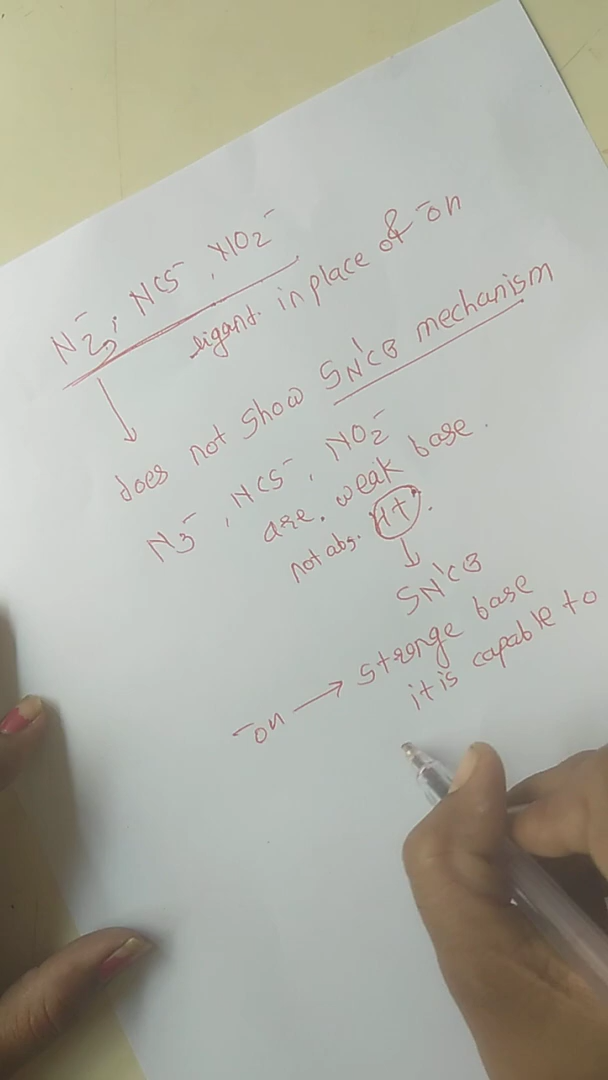 N3⁻, NCS⁻, NO2⁻
ligand in place of ⁻OH
does not show SN¹CB mechanism
N3⁻, NCS⁻, NO2⁻
are weak base.
not abs. H+.
SN¹CB
⁻OH → stronge base
it is capable to